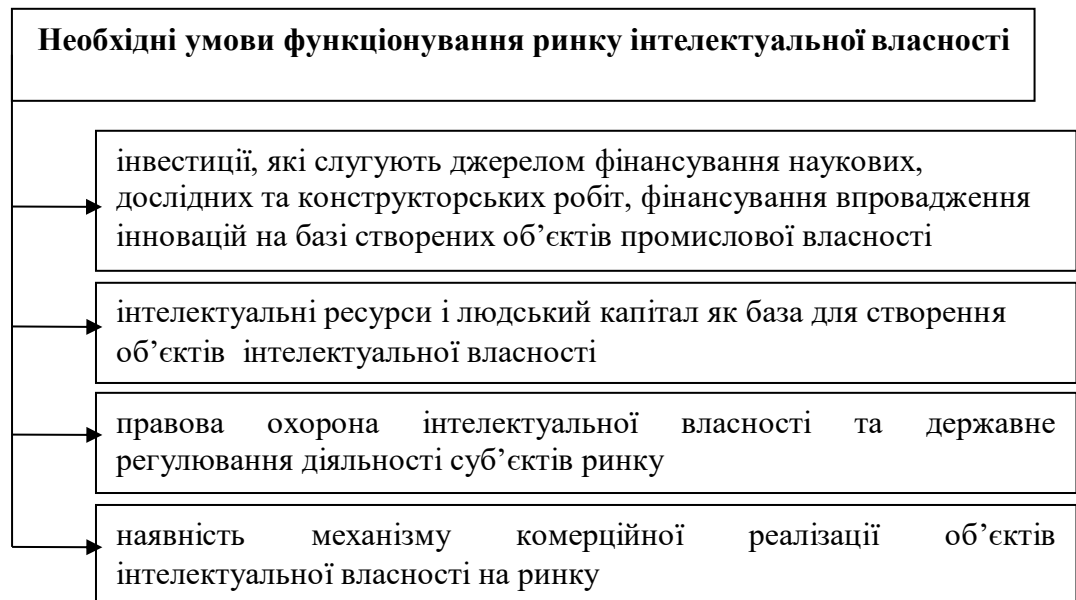 Необхідні умови функціонування ринку інтелектуальної власності
інвестиції, які слугують джерелом фінансування наукових,
дослідних та конструкторських робіт, фінансування впровадження
інновацій на базі створених об’єктів промислової власності
інтелектуальні ресурси і людський капітал як база для створення
об’єктів інтелектуальної власності
правова охорона інтелектуальної власності та державне
регулювання діяльності суб’єктів ринку
наявність механізму комерційної реалізації об’єктів
інтелектуальної власності на ринку